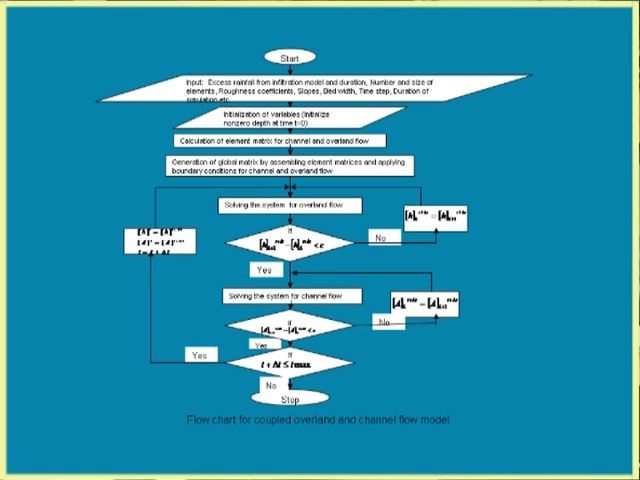 Start
Input: Excess rainfall from infiltration model and duration, Number and size of
elements, Roughness coefficients, Slopes, Bed width, Time step, Duration of
simulation etc
Initialization of variables (Initialize
nonzero depth at time t=0)
Calculation of element matrix for channel and overland flow
Generation of global matrix by assembling element matrices and applying
boundary conditions for channel and overland flow
Solving the system for overland flow
If
No
Yes
Solving the system for channel flow
If
No
Yes
If
t + Δt ≤ tmax
Yes
No
Stop
Flow chart for coupled overland and channel flow model